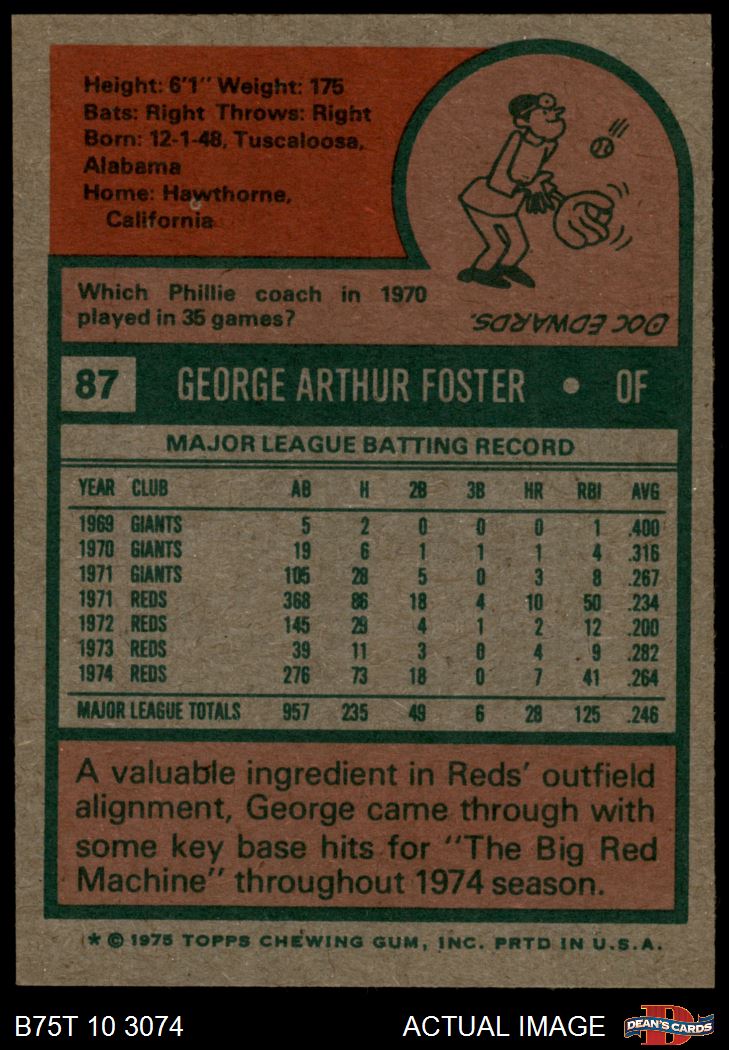 Height: 6'1" Weight: 175
Bats: Right Throws: Right
Born: 12-1-48, Tuscaloosa,
Alabama
Home: Hawthorne,
California
Which Phillie coach in 1970
played in 35 games?
DOC EDWARDS.
87 GEORGE ARTHUR FOSTER • OF
MAJOR LEAGUE BATTING RECORD
YEAR CLUB AB H 2B 3B HR RBI AVG
1969 GIANTS 5 2 0 0 0 1 .400
1970 GIANTS 19 6 1 1 1 4 .316
1971 GIANTS 105 28 5 0 3 8 .267
1971 REDS 368 86 18 4 10 50 .234
1972 REDS 145 29 4 1 2 12 .200
1973 REDS 39 11 3 0 4 9 .282
1974 REDS 276 73 18 0 7 41 .264
MAJOR LEAGUE TOTALS 957 235 49 6 28 125 .246
A valuable ingredient in Reds' outfield
alignment, George came through with
some key base hits for "The Big Red
Machine" throughout 1974 season.
* © 1975 TOPPS CHEWING GUM, INC. PRTD IN U.S.A.
B75T 10 3074 ACTUAL IMAGE D DEAN'S CARDS